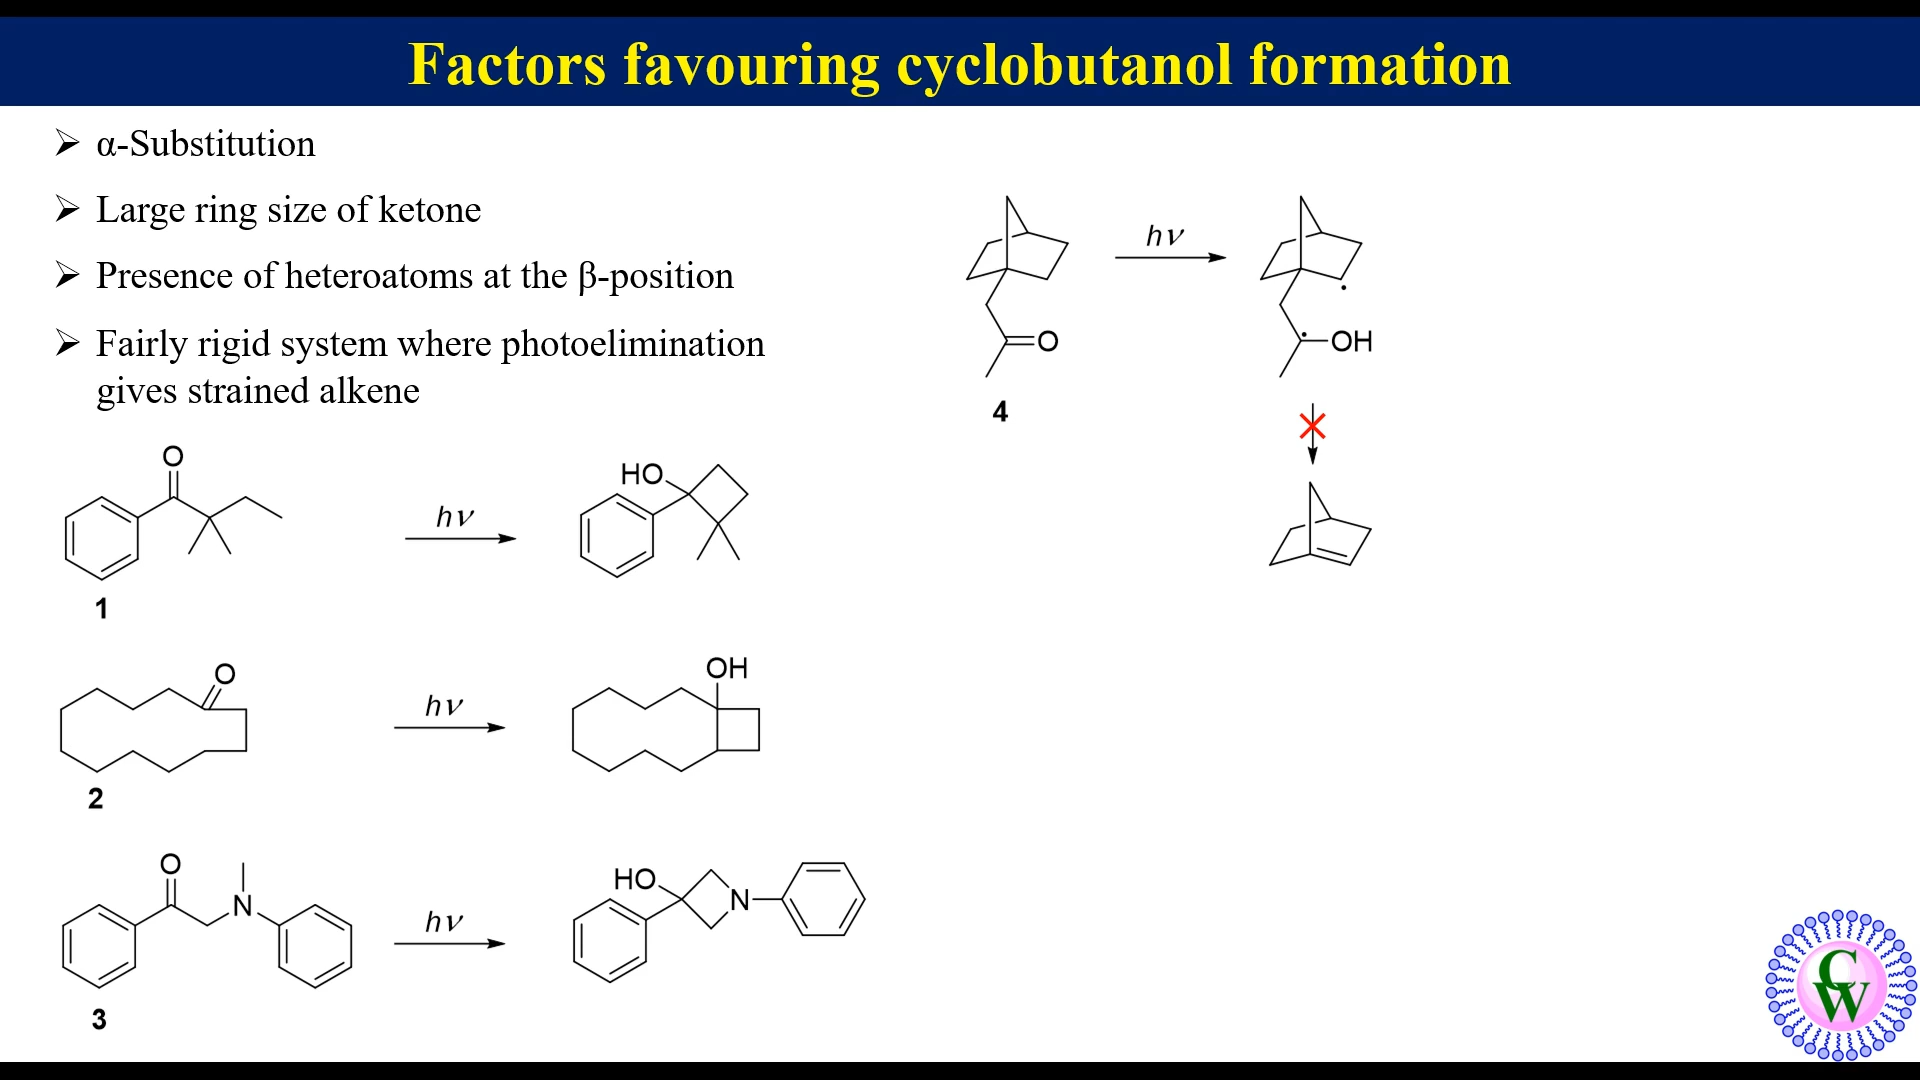 Factors favouring cyclobutanol formation
α-Substitution
Large ring size of ketone
Presence of heteroatoms at the β-position
Fairly rigid system where photoelimination
gives strained alkene
hν
O
OH
4
O
hν
HO
1
O
hν
OH
2
O
N
hν
HO
N
3
C
W